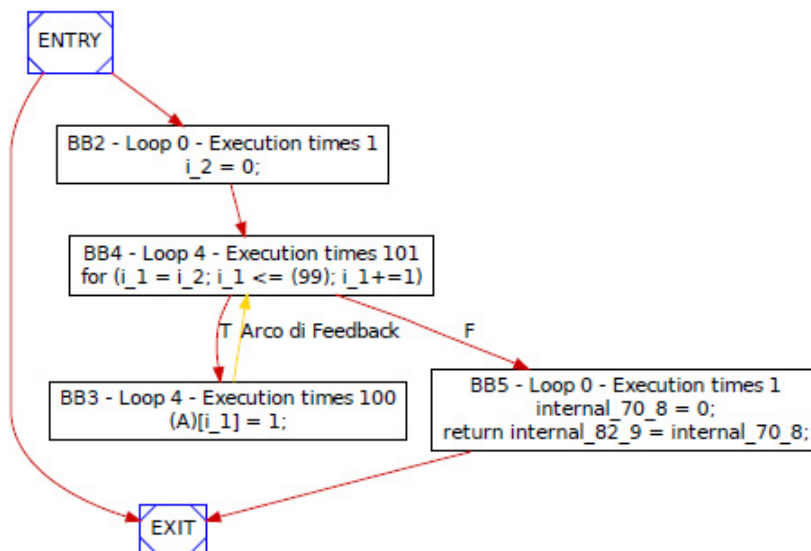 ENTRY
BB2 - Loop 0 - Execution times 1
i_2 = 0;
BB4 - Loop 4 - Execution times 101
for (i_1 = i_2; i_1 <= (99); i_1+=1)
T Arco di Feedback
F
BB3 - Loop 4 - Execution times 100
(A)[i_1] = 1;
BB5 - Loop 0 - Execution times 1
internal_70_8 = 0;
return internal_82_9 = internal_70_8;
EXIT